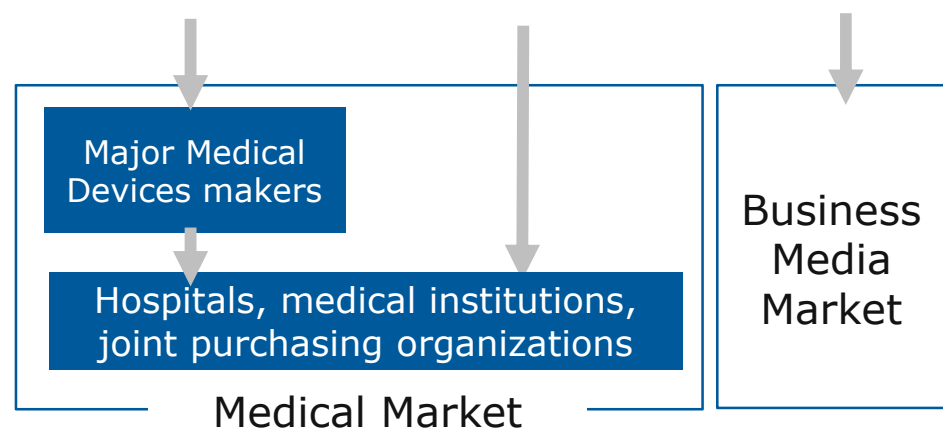 Major Medical
Devices makers
Hospitals, medical institutions,
joint purchasing organizations
Medical Market
Business
Media
Market